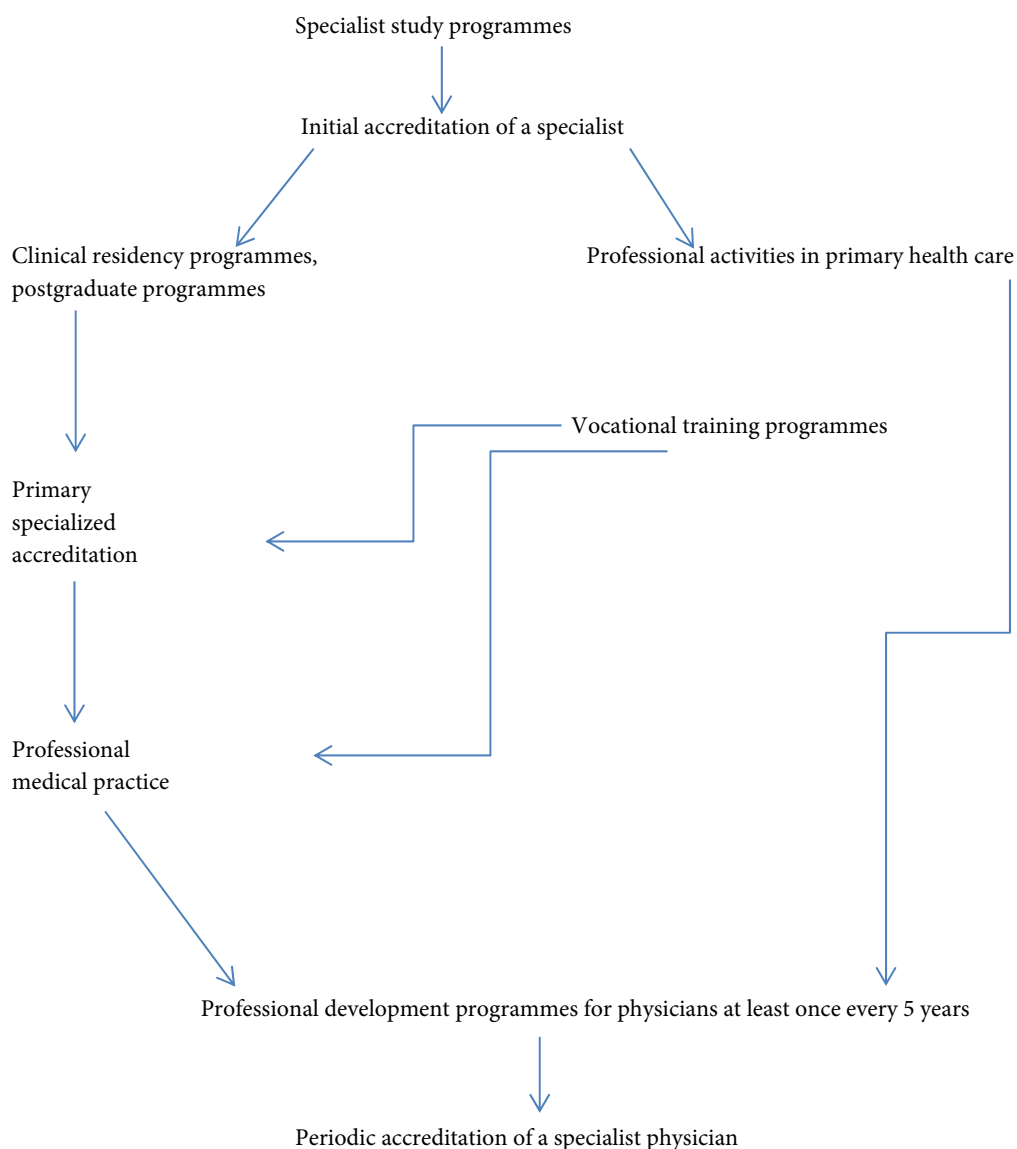 Specialist study programmes
Initial accreditation of a specialist
Clinical residency programmes,
postgraduate programmes
Professional activities in primary health care
Vocational training programmes
Primary
specialized
accreditation
Professional
medical practice
Professional development programmes for physicians at least once every 5 years
Periodic accreditation of a specialist physician